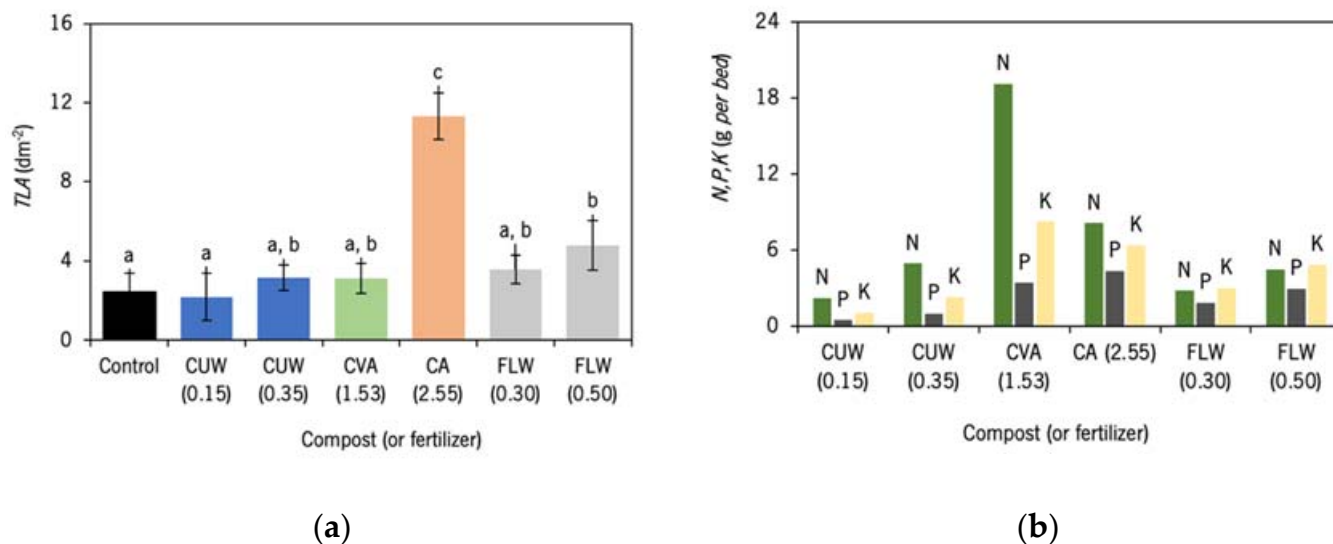 16
12
8
4
0
TLA (dm-2)
a
a
a, b
a, b
c
a, b
b
Control
CUW
(0.15)
CUW
(0.35)
CVA
(1.53)
CA
(2.55)
FLW
(0.30)
FLW
(0.50)
Compost (or fertilizer)
(a)
24
18
12
6
0
N,P,K (g per bed)
N
P
K
N
P
K
N
P
K
N
P
K
N
P
K
N
P
K
CUW
(0.15)
CUW
(0.35)
CVA
(1.53)
CA (2.55)
FLW
(0.30)
FLW
(0.50)
Compost (or fertilizer)
(b)